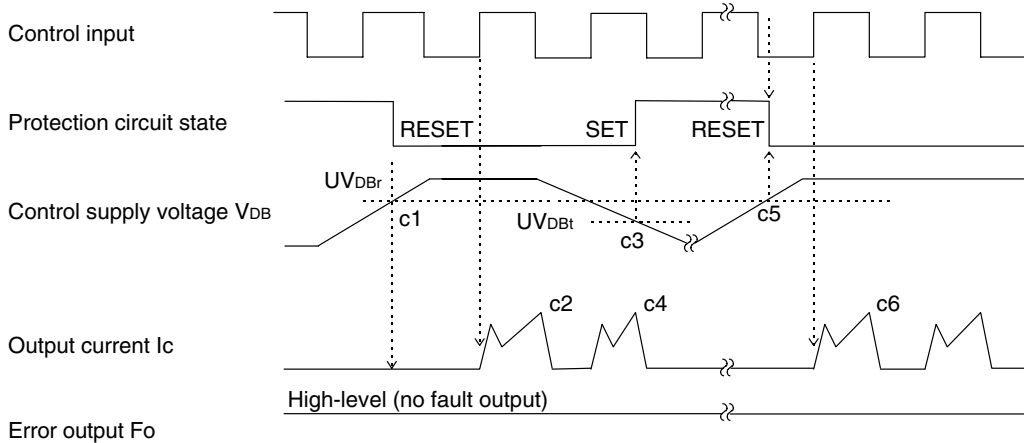 Control input
Protection circuit state
RESET
SET
RESET
UVDBr
Control supply voltage VDB
c1
UVDBt
c3
c5
c2
c4
c6
Output current Ic
High-level (no fault output)
Error output Fo